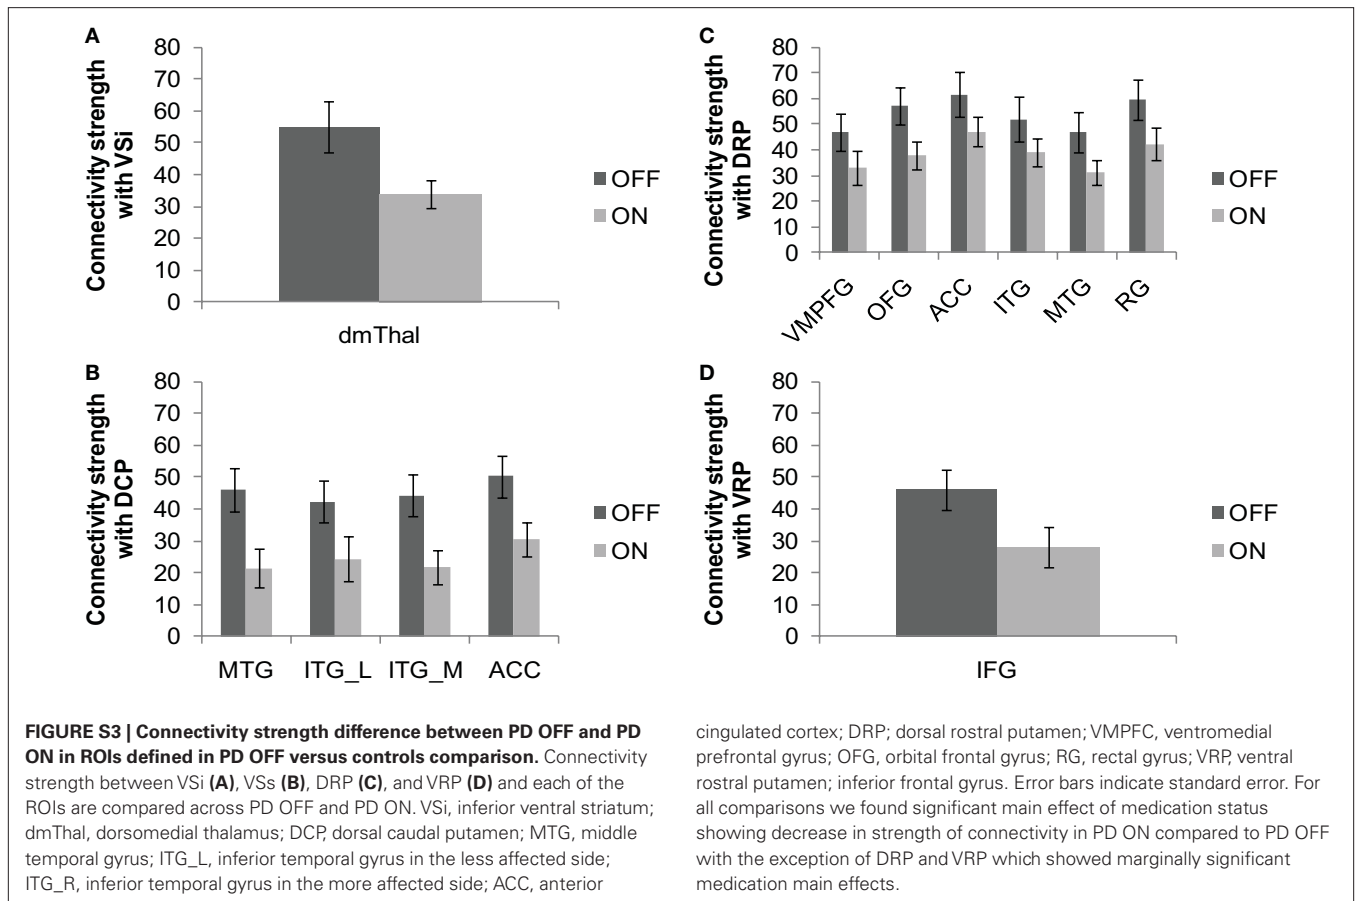 A
Connectivity strength
with VSi
80
70
60
50
40
30
20
10
0
dmThal
OFF
ON
B
Connectivity strength
with DCP
80
70
60
50
40
30
20
10
0
MTG ITG_L ITG_M ACC
OFF
ON
C
Connectivity strength
with DRP
80
70
60
50
40
30
20
10
0
VMPFG OFG ACC ITG MTG RG
OFF
ON
D
Connectivity strength
with VRP
80
70
60
50
40
30
20
10
0
IFG
OFF
ON
FIGURE S3 | Connectivity strength difference between PD OFF and PD
ON in ROIs defined in PD OFF versus controls comparison. Connectivity
strength between VSi (A), VSs (B), DRP (C), and VRP (D) and each of the
ROIs are compared across PD OFF and PD ON. VSi, inferior ventral striatum;
dmThal, dorsomedial thalamus; DCP, dorsal caudal putamen; MTG, middle
temporal gyrus; ITG_L, inferior temporal gyrus in the less affected side;
ITG_R, inferior temporal gyrus in the more affected side; ACC, anterior
cingulated cortex; DRP; dorsal rostral putamen; VMPFC, ventromedial
prefrontal gyrus; OFG, orbital frontal gyrus; RG, rectal gyrus; VRP, ventral
rostral putamen; inferior frontal gyrus. Error bars indicate standard error. For
all comparisons we found significant main effect of medication status
showing decrease in strength of connectivity in PD ON compared to PD OFF
with the exception of DRP and VRP which showed marginally significant
medication main effects.